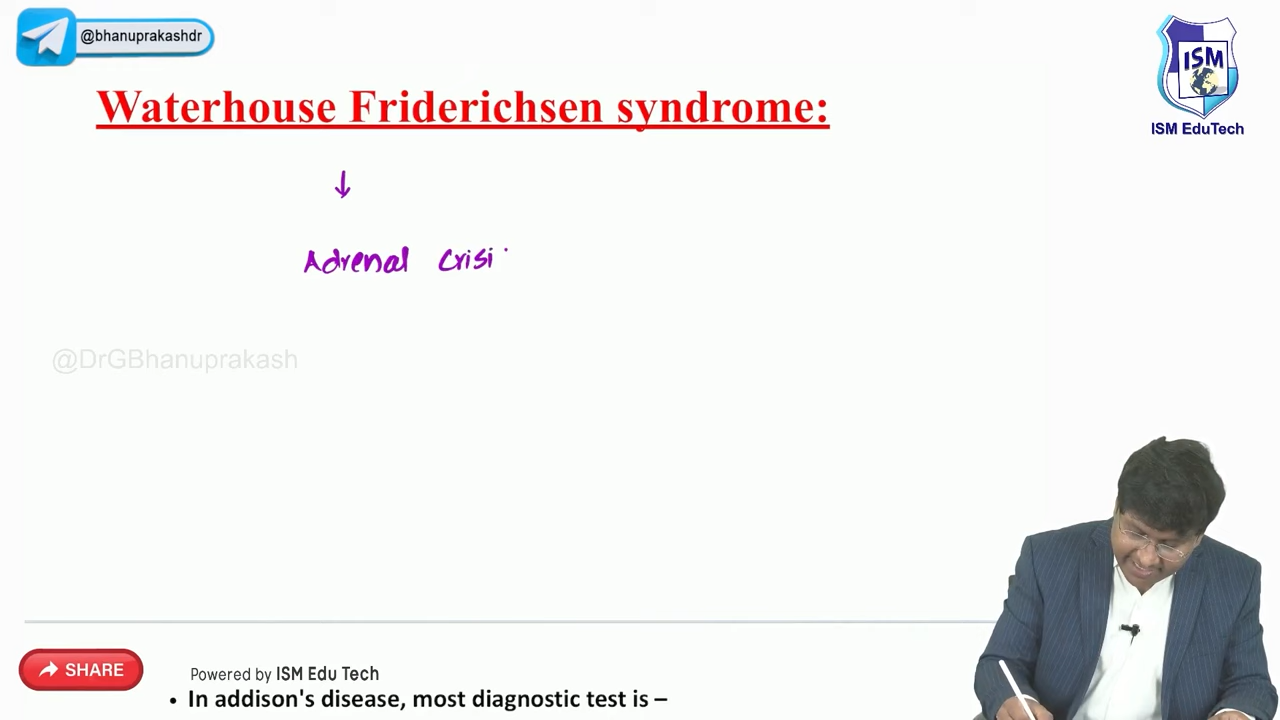 @bhanuprakashdr
ISM
ISM EduTech
Waterhouse Friderichsen syndrome:
↓
Adrenal Crisi
@DrGBhanuprakash
SHARE
Powered by ISM Edu Tech
• In addison's disease, most diagnostic test is –